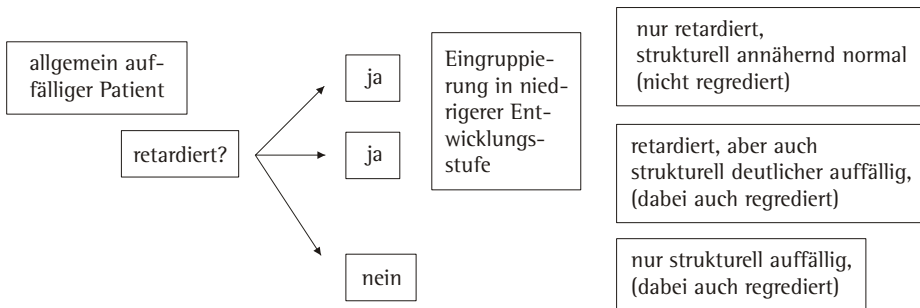 allgemein auf-
fälliger Patient
retardiert?
ja
ja
nein
Eingruppie-
rung in nied-
rigerer Ent-
wicklungs-
stufe
nur retardiert,
strukturell annähernd normal
(nicht regrediert)
retardiert, aber auch
strukturell deutlicher auffällig,
(dabei auch regrediert)
nur strukturell auffällig,
(dabei auch regrediert)